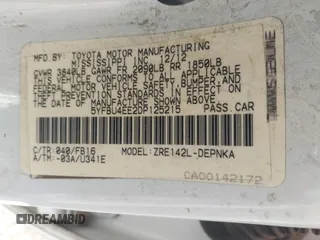 MFD. BY: TOYOTA MOTOR MANUFACTURING
MISSISSIPPI INC 12/12
GVWR 3840LB GAWR FR 2090LB RR 1850LB
THIS VEHICLE CONFORMS TO ALL APPLICABLE
FEDERAL MOTOR VEHICLE SAFETY, BUMPER, AND
THEFT PREVENTION STANDARDS IN EFFECT ON
THE DATE OF MANUFACTURE SHOWN ABOVE.
5YFBU4EE2DP125215 PASS.CAR
C/TR:040/FB16 MODEL:ZRE142L-DEPNKA
A/TM:-03A/U341E
CA00142172